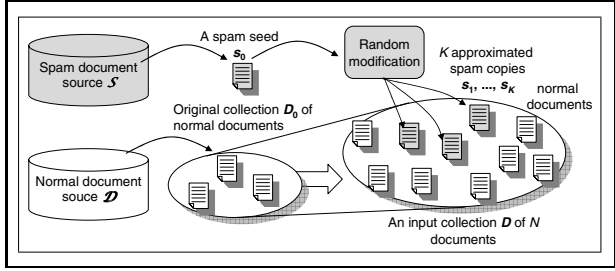 A spam seed
s0
Spam document
source S
Random
modification
K approximated
spam copies
s1, ..., sK
normal
documents
Original collection D0 of
normal documents
Normal document
souce D
An input collection D of N
documents